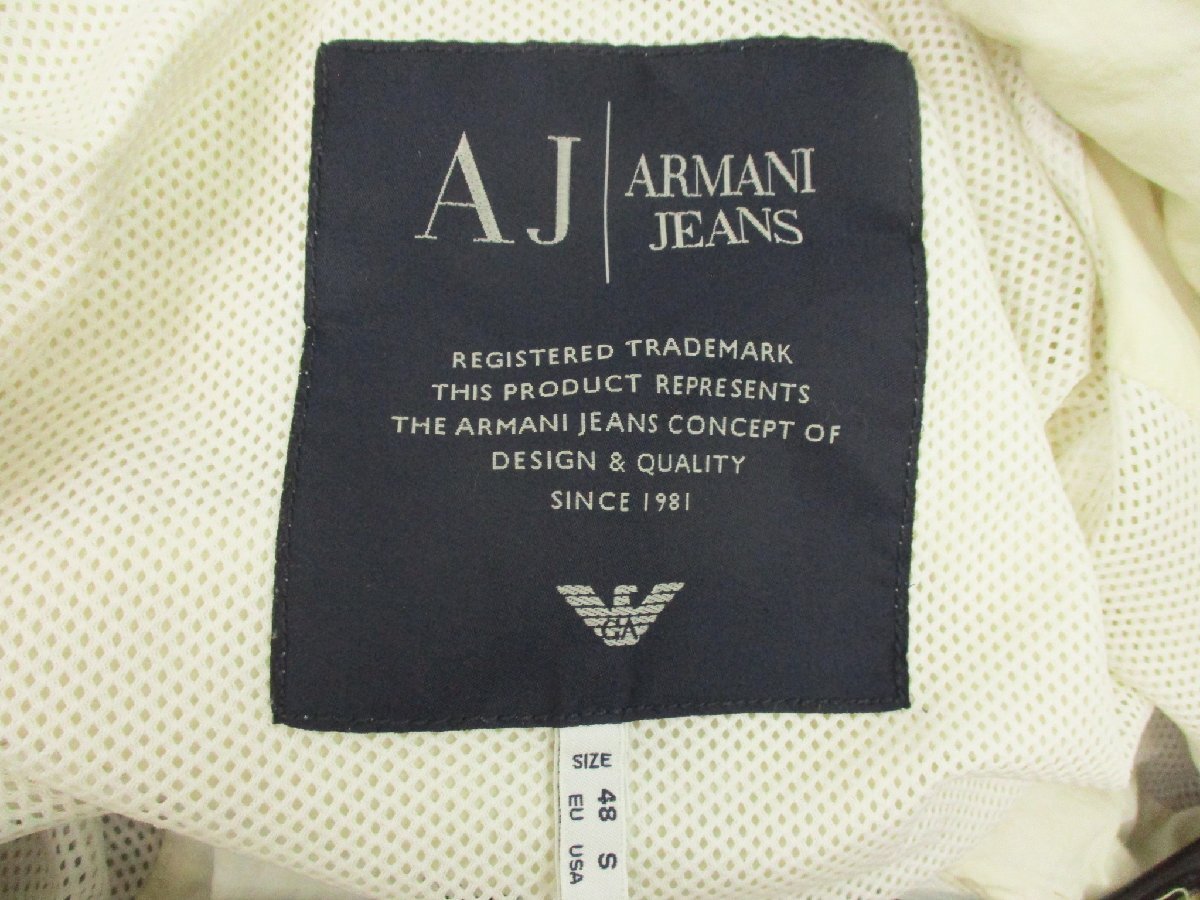 AJ
ARMANI
JEANS
REGISTERED TRADEMARK
THIS PRODUCT REPRESENTS
THE ARMANI JEANS CONCEPT OF
DESIGN & QUALITY
SINCE 1981
GA
SIZE
48 S
EU USA